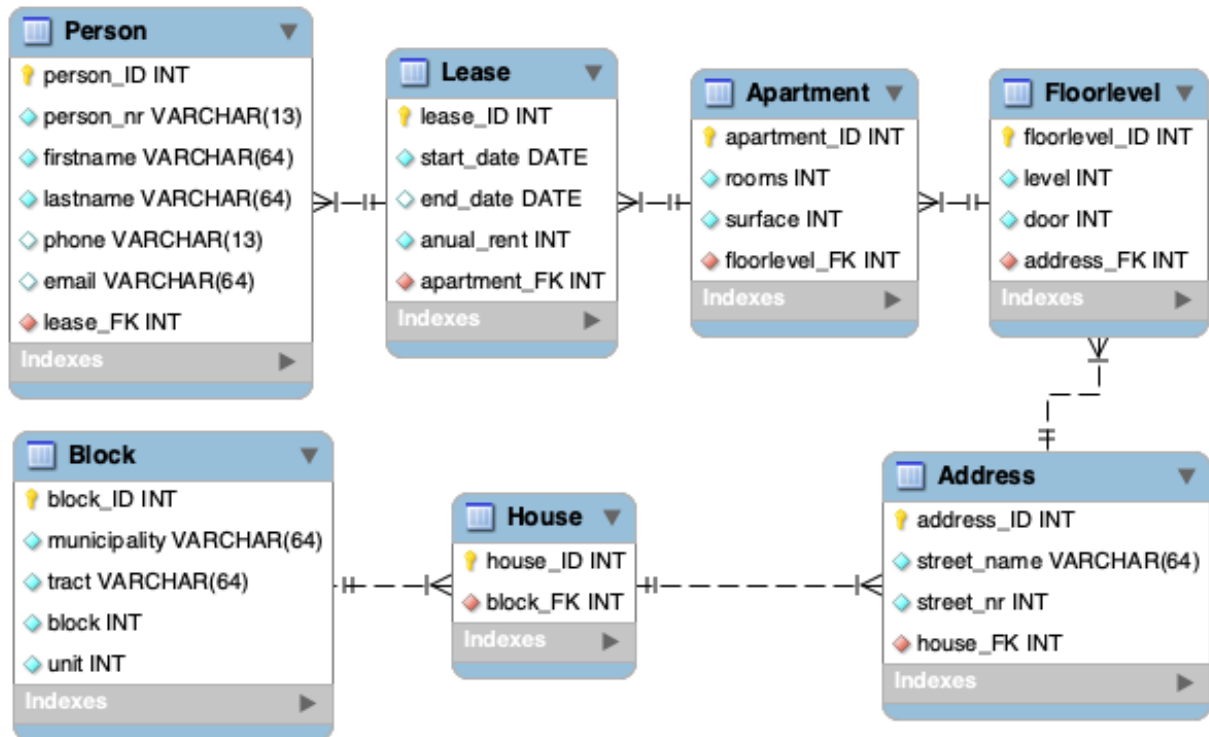 Person
person_ID INT
person_nr VARCHAR(13)
firstname VARCHAR(64)
lastname VARCHAR(64)
phone VARCHAR(13)
email VARCHAR(64)
lease_FK INT
Indexes
Lease
lease_ID INT
start_date DATE
end_date DATE
anual_rent INT
apartment_FK INT
Indexes
Apartment
apartment_ID INT
rooms INT
surface INT
floorlevel_FK INT
Indexes
Floorlevel
floorlevel_ID INT
level INT
door INT
address_FK INT
Indexes
Block
block_ID INT
municipality VARCHAR(64)
tract VARCHAR(64)
block INT
unit INT
Indexes
House
house_ID INT
block_FK INT
Indexes
Address
address_ID INT
street_name VARCHAR(64)
street_nr INT
house_FK INT
Indexes